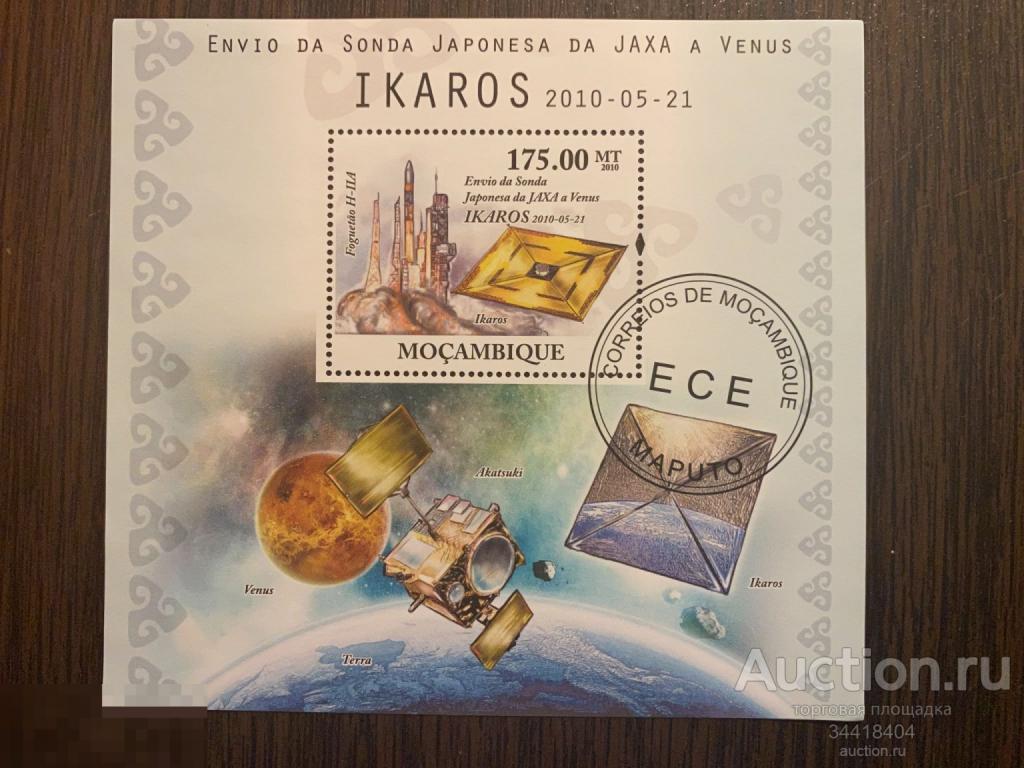 ENVIO DA SONDA JAPONESA DA JAXA A VENUS
IKAROS 2010-05-21
175.00 MT
2010
Envio da Sonda
Japonesa da JAXA a Venus
IKAROS 2010-05-21
Foguetão H-IIA
Ikaros
MOÇAMBIQUE
CORREIOS DE MOÇAMBIQUE
ECE
MAPUTO
Akatsuki
Venus
Ikaros
Terra
Auction.ru
торговая площадка
34418404
auction.ru